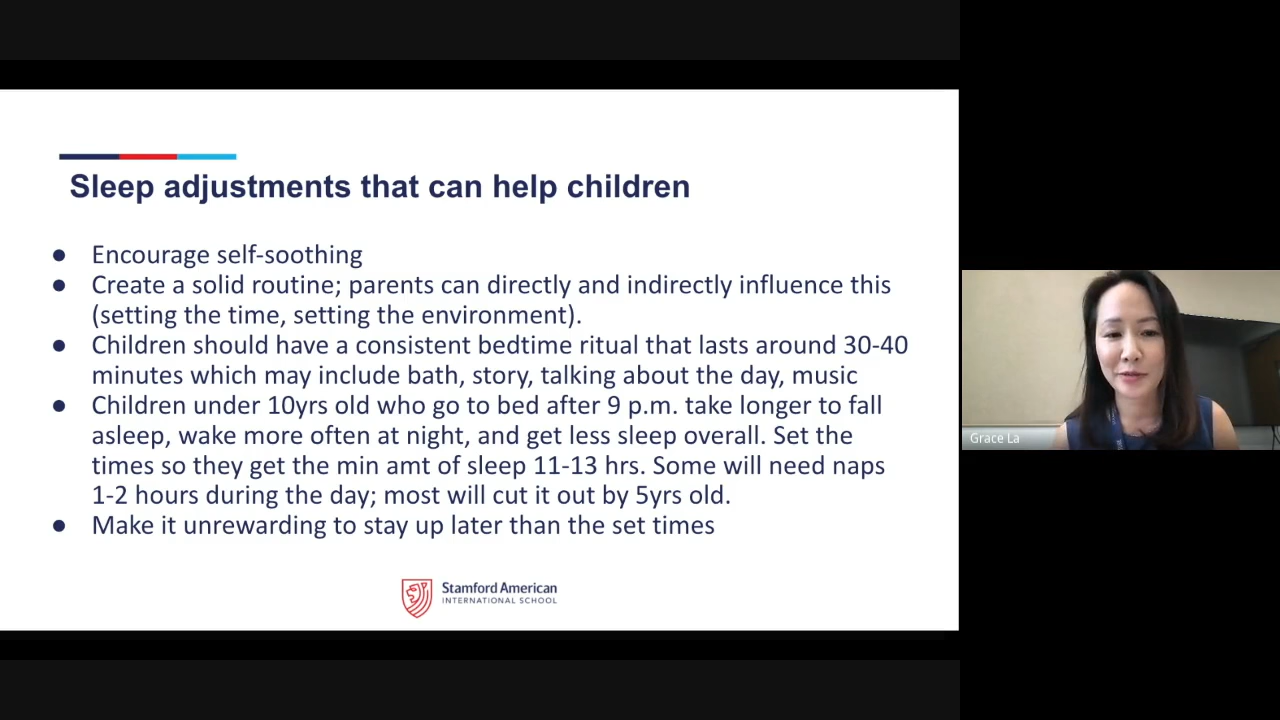 Sleep adjustments that can help children
● Encourage self-soothing
● Create a solid routine; parents can directly and indirectly influence this
(setting the time, setting the environment).
● Children should have a consistent bedtime ritual that lasts around 30-40
minutes which may include bath, story, talking about the day, music
● Children under 10yrs old who go to bed after 9 p.m. take longer to fall
asleep, wake more often at night, and get less sleep overall. Set the
times so they get the min amt of sleep 11-13 hrs. Some will need naps
1-2 hours during the day; most will cut it out by 5yrs old.
● Make it unrewarding to stay up later than the set times
Stamford American
INTERNATIONAL SCHOOL
Grace La